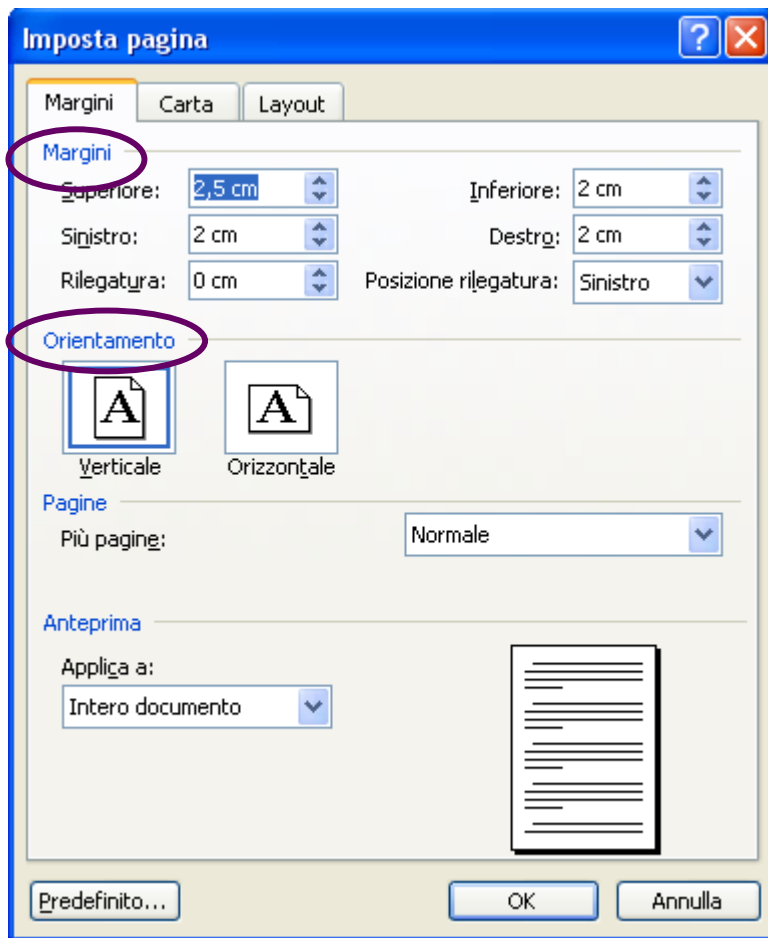 Imposta pagina
Margini Carta Layout
Margini
Superiore: 2,5 cm Inferiore: 2 cm
Sinistro: 2 cm Destro: 2 cm
Rilegatura: 0 cm Posizione rilegatura: Sinistro
Orientamento
A A
Verticale Orizzontale
Pagine
Più pagine: Normale
Anteprima
Applica a:
Intero documento
Predefinito... OK Annulla